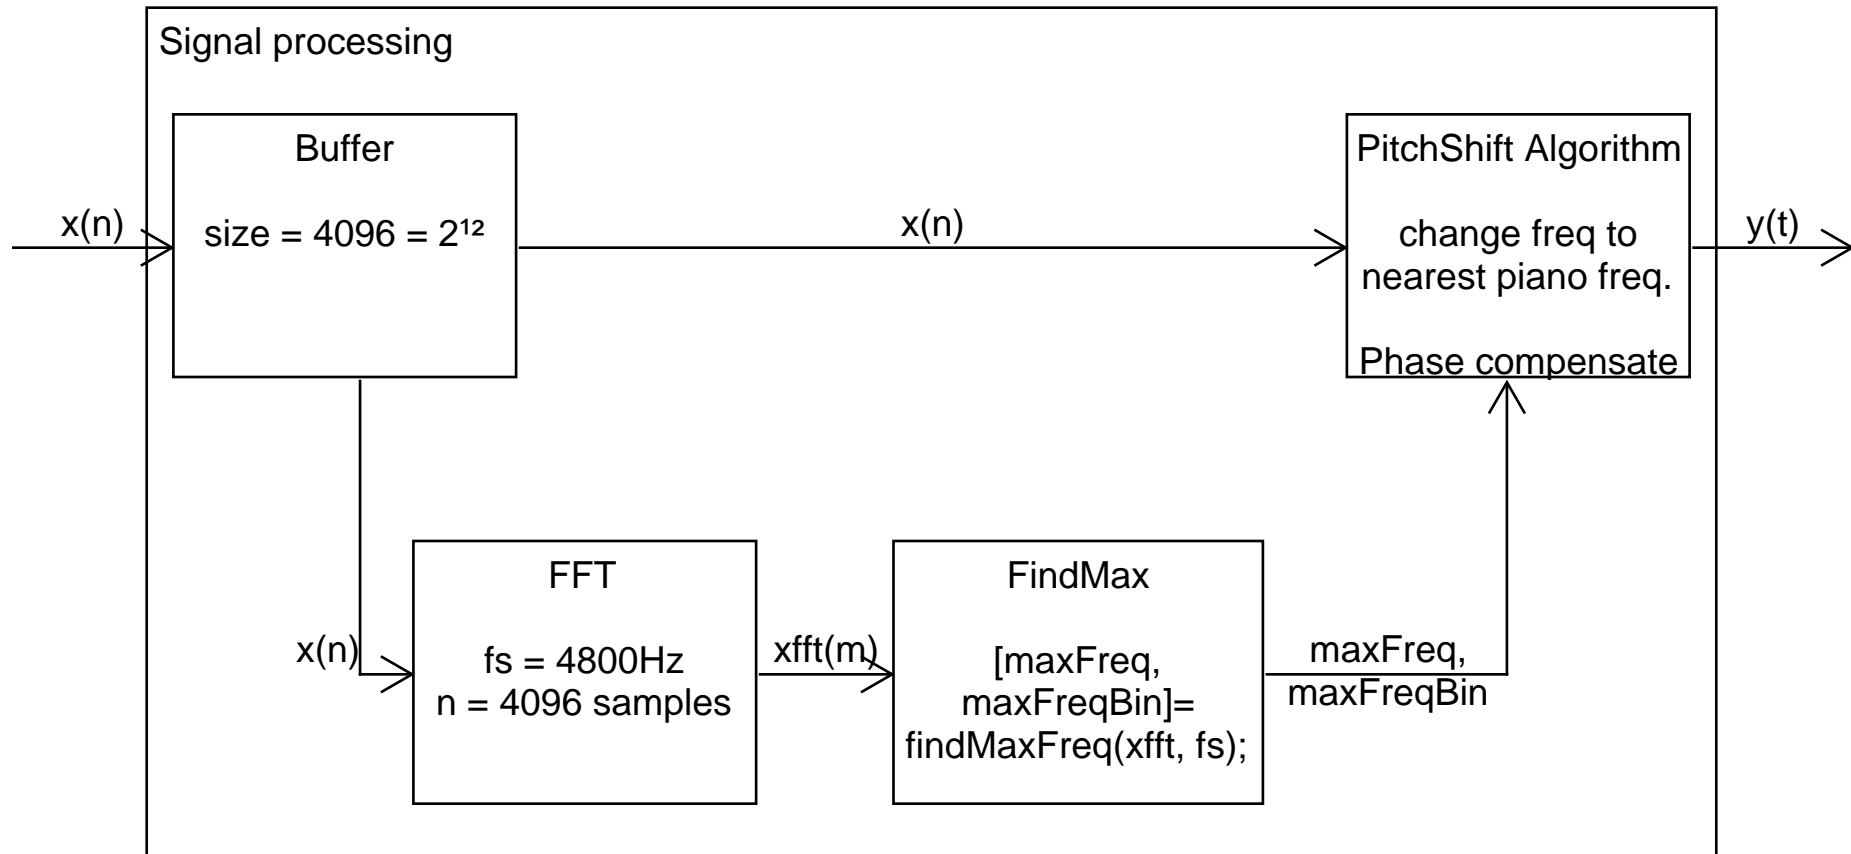 Signal processing
Buffer
size = 4096 = 2¹²
x(n)
x(n)
PitchShift Algorithm
change freq to
nearest piano freq.
Phase compensate
y(t)
x(n)
FFT
fs = 4800Hz
n = 4096 samples
xfft(m)
FindMax
[maxFreq,
maxFreqBin]=
findMaxFreq(xfft, fs);
maxFreq,
maxFreqBin